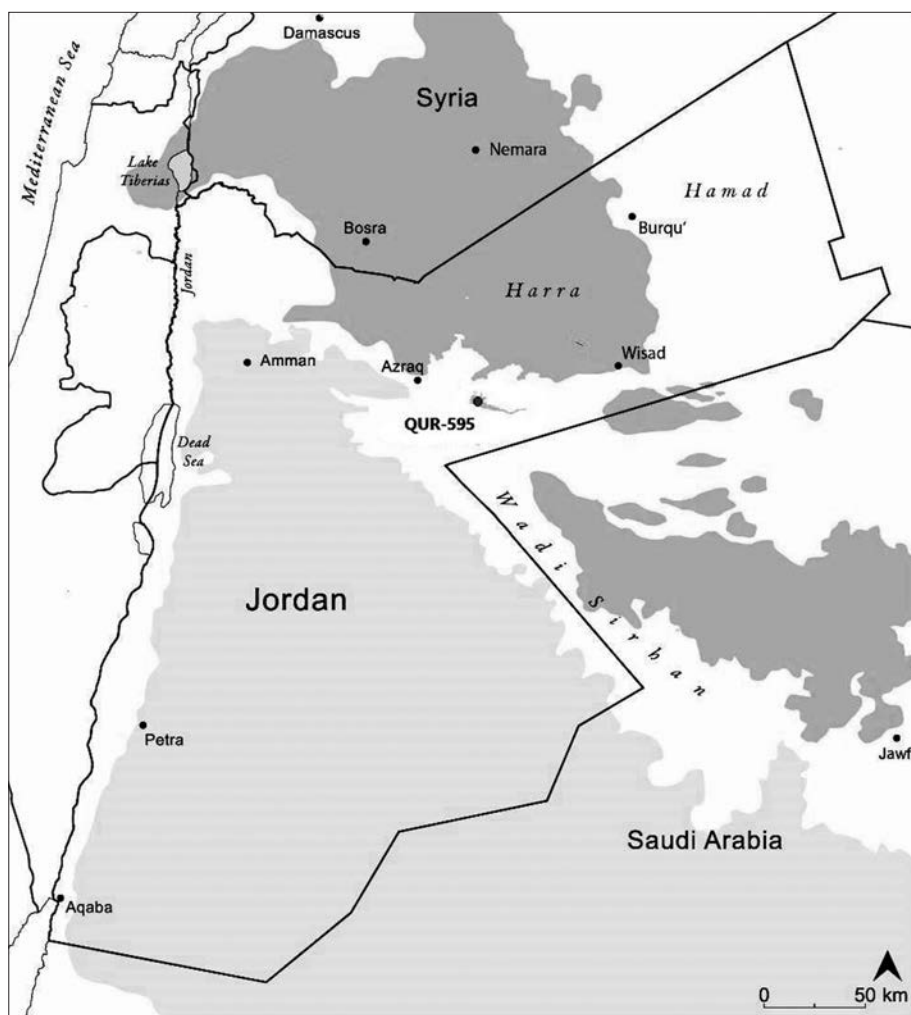 Damascus
Mediterranean Sea
Syria
Nemara
Lake
Tiberias
Hamad
Burqu'
Bosra
Jordan
Harra
Wisad
Amman
Azraq
QUR-595
Dead
Sea
Wadi Sirhan
Jordan
Petra
Jawf
Saudi Arabia
Aqaba
0 50 km